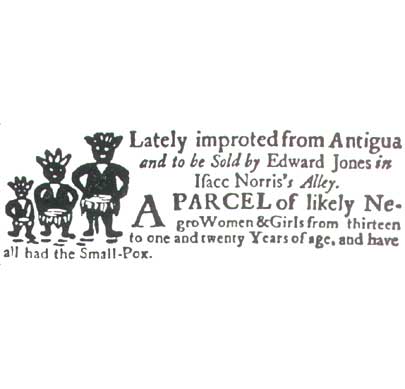 Lately improted from Antigua
and to be Sold by Edward Jones in
Isacc Norris's Alley.
A PARCEL of likely Ne-
gro Women & Girls from thirteen
to one and twenty Years of age, and have
all had the Small-Pox.